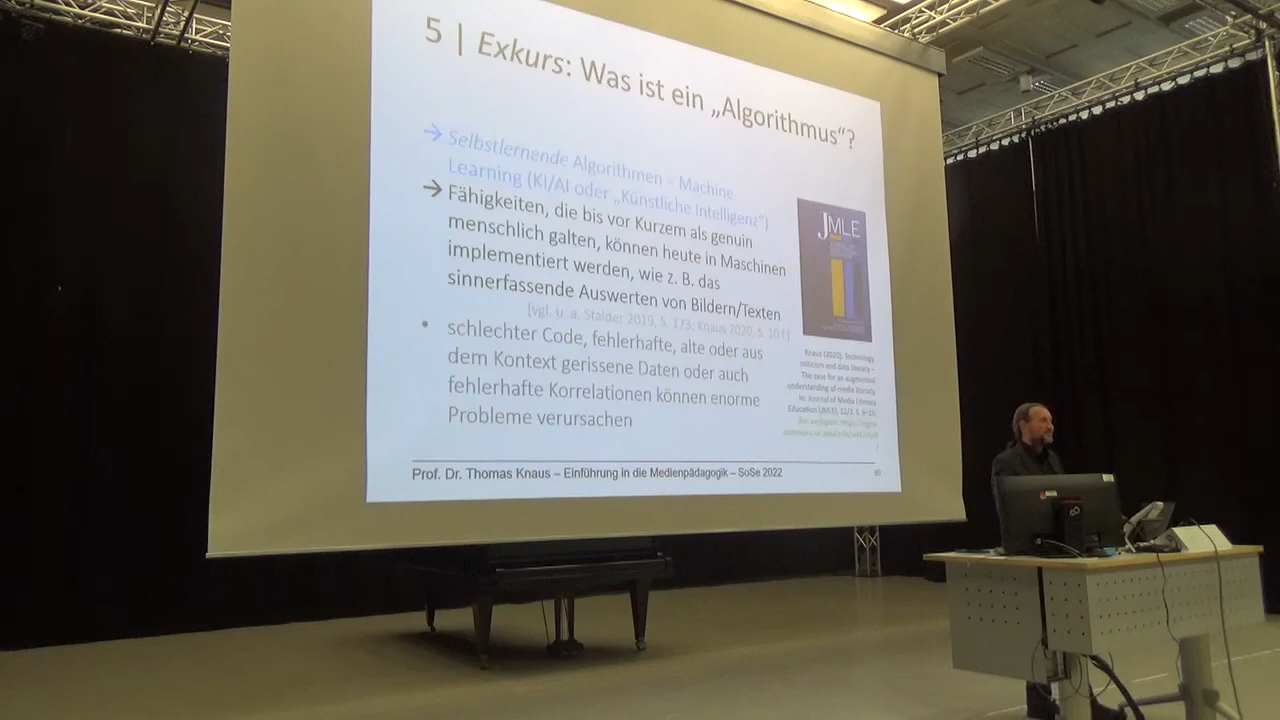 5 | Exkurs: Was ist ein „Algorithmus“?
→ Selbstlernende Algorithmen = Machine
Learning (KI/AI oder „Künstliche Intelligenz“)
→ Fähigkeiten, die bis vor Kurzem als genuin
menschlich galten, können heute in Maschinen
implementiert werden, wie z. B. das
sinnerfassende Auswerten von Bildern/Texten
[vgl. u. a. Stalder 2019, S. 173; Knaus 2020, S. 10 f.]
• schlechter Code, fehlerhafte, alte oder aus
dem Kontext gerissene Daten oder auch
fehlerhafte Korrelationen können enorme
Probleme verursachen
JMLE
Knaus (2020): Technology
criticism and data literacy –
The case for an augmented
understanding of media literacy.
In: Journal of Media Literacy
Education (JMLE), 12/3, S. 6–16.
Prof. Dr. Thomas Knaus – Einführung in die Medienpädagogik – SoSe 2022
60